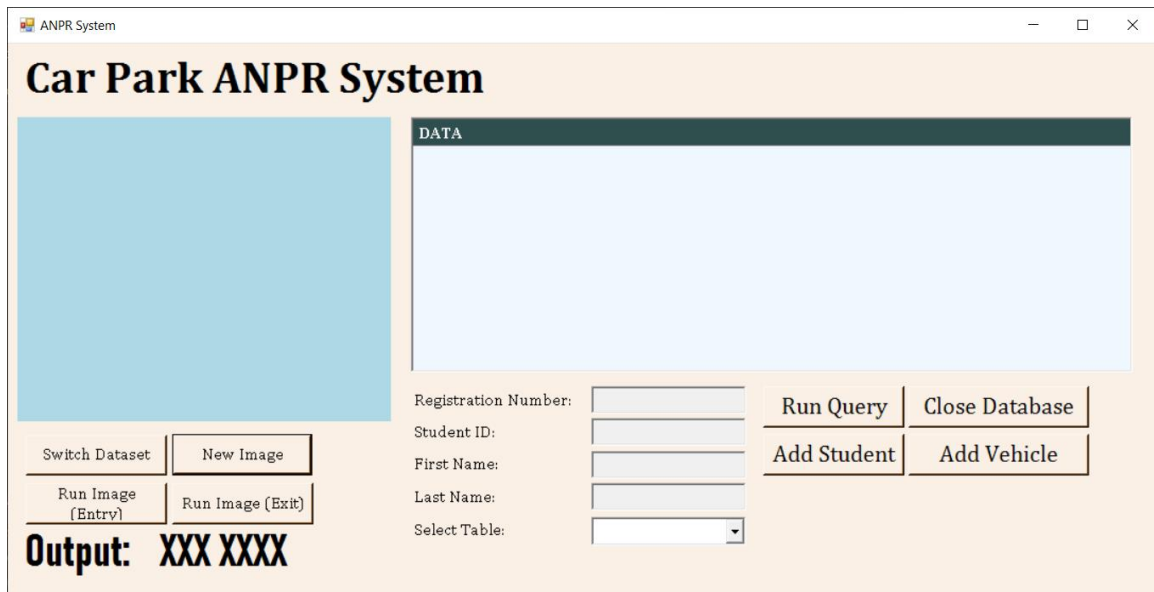 ANPR System
Car Park ANPR System
DATA
Registration Number:
Student ID:
First Name:
Last Name:
Select Table:
Run Query
Close Database
Add Student
Add Vehicle
Switch Dataset
New Image
Run Image
(Entry)
Run Image (Exit)
Output: XXX XXXX